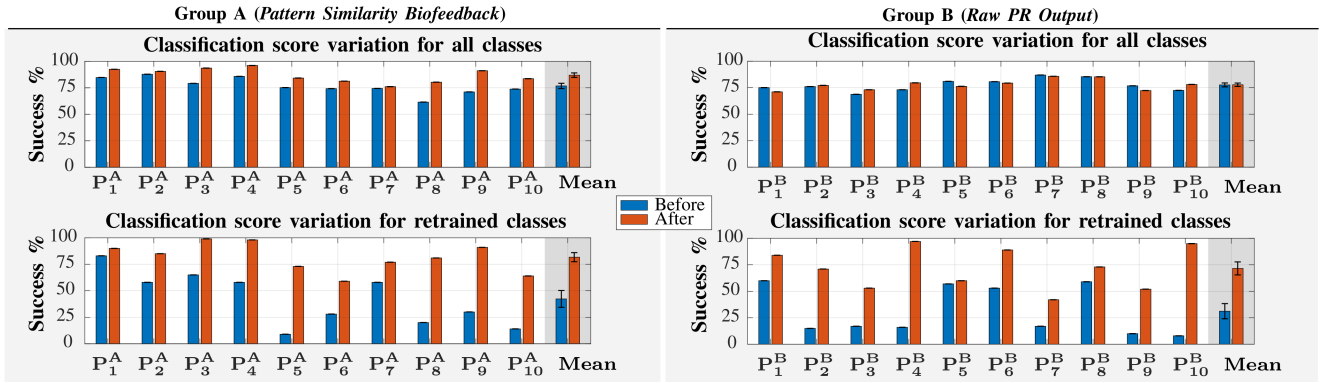 Group A (Pattern Similarity Biofeedback)
Classification score variation for all classes
Success %
100
75
50
25
0
P₁ᴬ P₂ᴬ P₃ᴬ P₄ᴬ P₅ᴬ P₆ᴬ P₇ᴬ P₈ᴬ P₉ᴬ P₁₀ᴬ Mean
Classification score variation for retrained classes
Success %
100
75
50
25
0
P₁ᴬ P₂ᴬ P₃ᴬ P₄ᴬ P₅ᴬ P₆ᴬ P₇ᴬ P₈ᴬ P₉ᴬ P₁₀ᴬ Mean
Before
After
Group B (Raw PR Output)
Classification score variation for all classes
Success %
100
75
50
25
0
P₁ᴮ P₂ᴮ P₃ᴮ P₄ᴮ P₅ᴮ P₆ᴮ P₇ᴮ P₈ᴮ P₉ᴮ P₁₀ᴮ Mean
Classification score variation for retrained classes
Success %
100
75
50
25
0
P₁ᴮ P₂ᴮ P₃ᴮ P₄ᴮ P₅ᴮ P₆ᴮ P₇ᴮ P₈ᴮ P₉ᴮ P₁₀ᴮ Mean